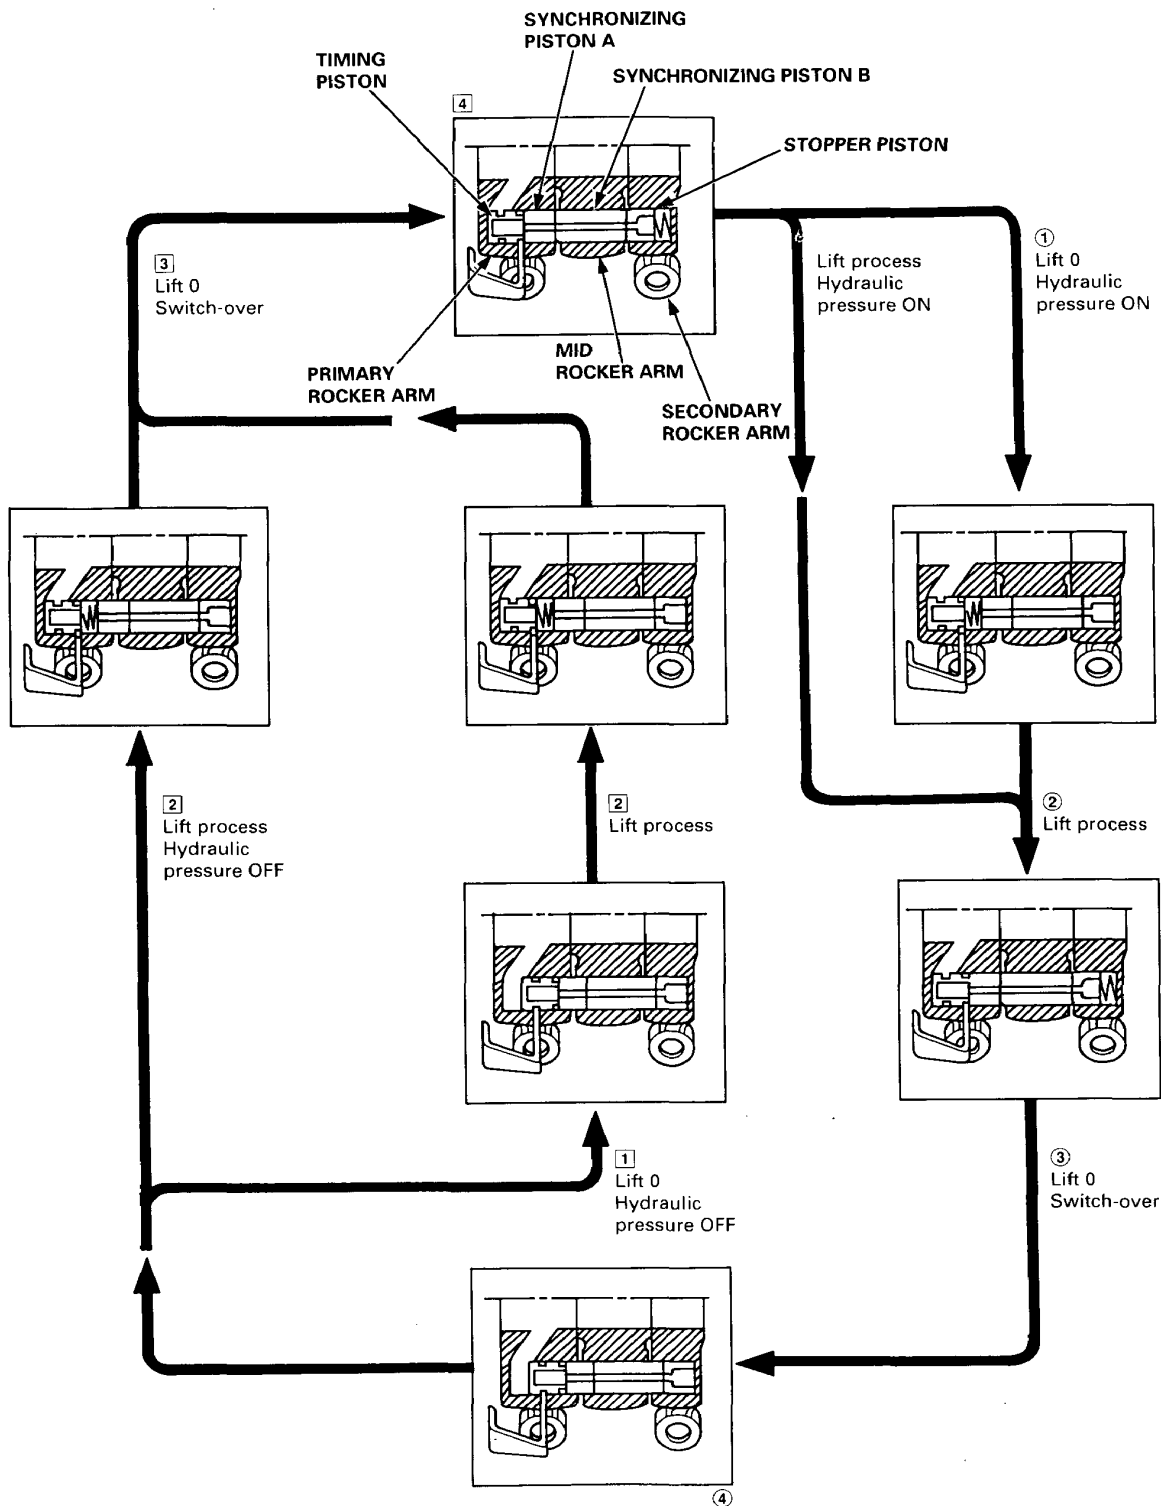 SYNCHRONIZING
PISTON A
TIMING
PISTON
SYNCHRONIZING PISTON B
4
STOPPER PISTON
3
Lift 0
Switch-over
Lift process
Hydraulic
pressure ON
1
Lift 0
Hydraulic
pressure ON
PRIMARY
ROCKER ARM
MID
ROCKER ARM
SECONDARY
ROCKER ARM
2
Lift process
Hydraulic
pressure OFF
2
Lift process
2
Lift process
1
Lift 0
Hydraulic
pressure OFF
3
Lift 0
Switch-over
4